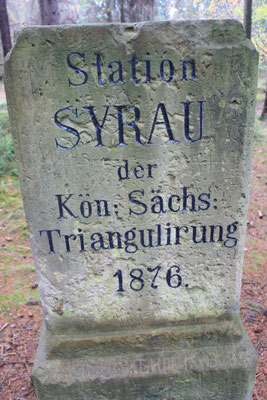 Station
SYRAU
der
Kön: Sächs:
Triangulirung
1876.